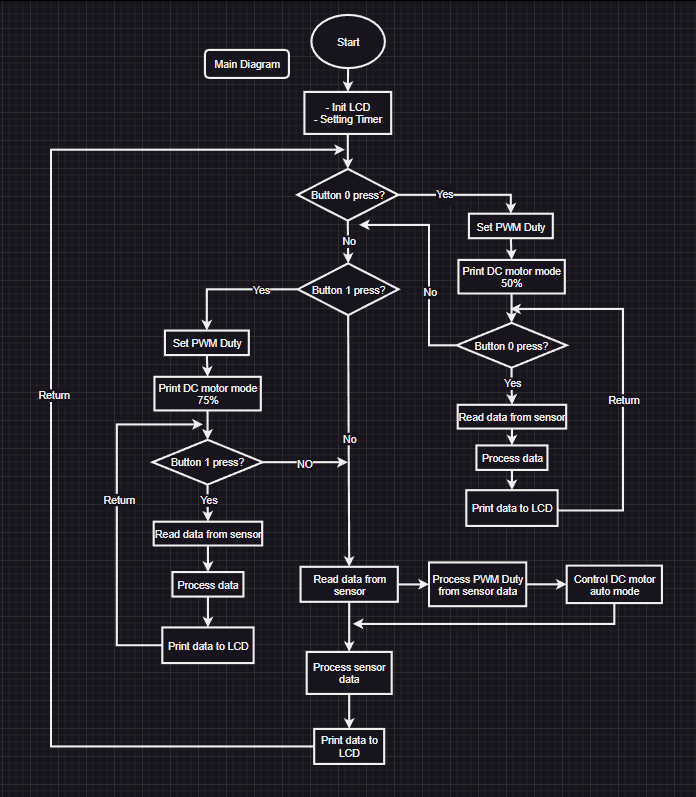 Start
Main Diagram
- Init LCD
- Setting Timer
Button 0 press?
Yes
Set PWM Duty
No
Print DC motor mode
50%
Button 1 press?
Yes
No
Set PWM Duty
Button 0 press?
Print DC motor mode
75%
Yes
Return
Return
Read data from sensor
No
Button 1 press?
NO
Process data
Yes
Return
Print data to LCD
Read data from sensor
Process data
Read data from
sensor
Process PWM Duty
from sensor data
Control DC motor
auto mode
Print data to LCD
Process sensor
data
Print data to
LCD